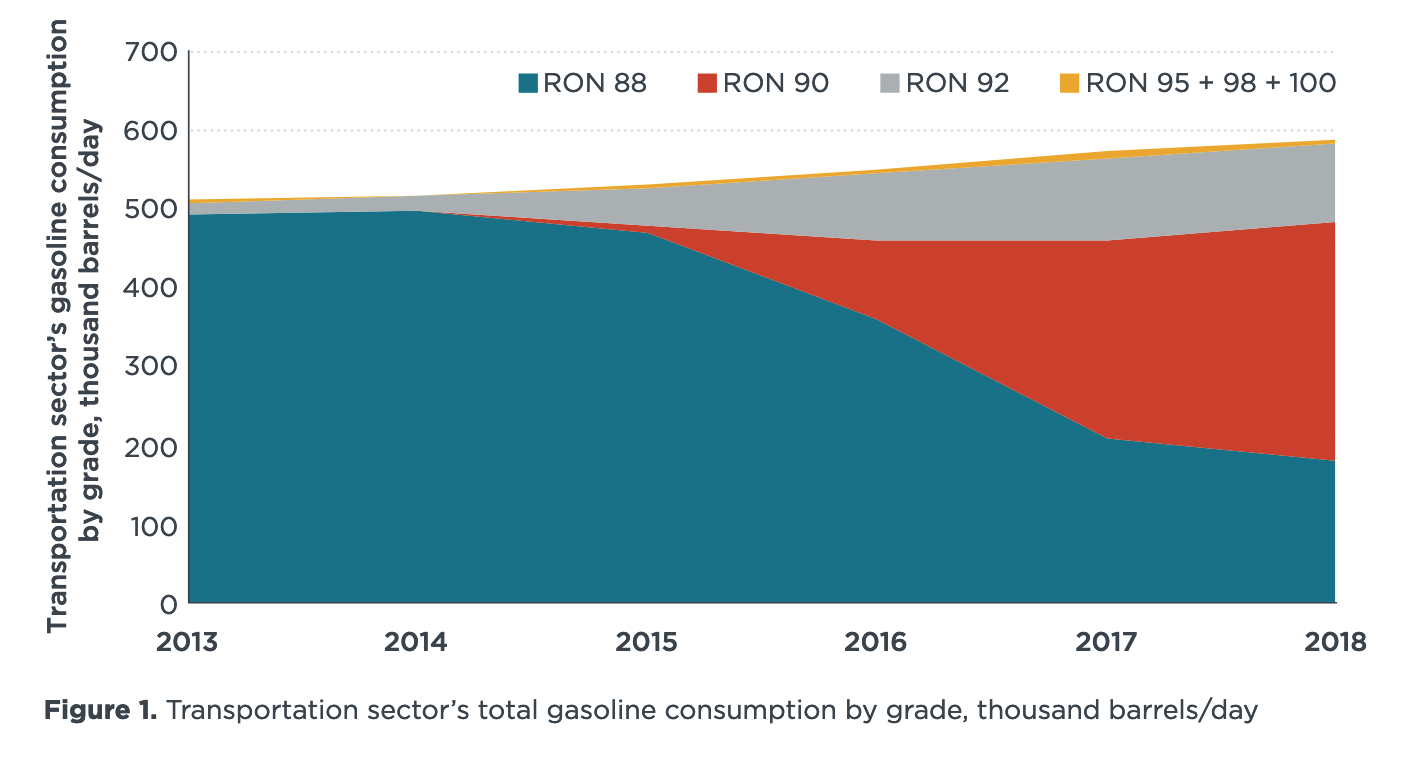 Transportation sector's gasoline consumption
by grade, thousand barrels/day
700
600
500
400
300
200
100
0
RON 88 RON 90 RON 92 RON 95 + 98 + 100
2013 2014 2015 2016 2017 2018
Figure 1. Transportation sector's total gasoline consumption by grade, thousand barrels/day